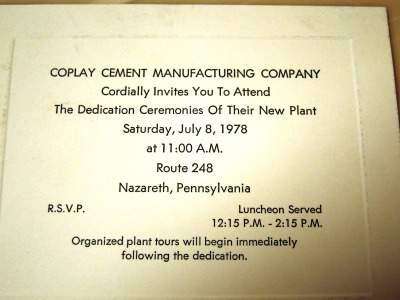 COPLAY CEMENT MANUFACTURING COMPANY
Cordially Invites You To Attend
The Dedication Ceremonies Of Their New Plant
Saturday, July 8, 1978
at 11:00 A.M.
Route 248
Nazareth, Pennsylvania
R.S.V.P. Luncheon Served
12:15 P.M. - 2:15 P.M.
Organized plant tours will begin immediately
following the dedication.